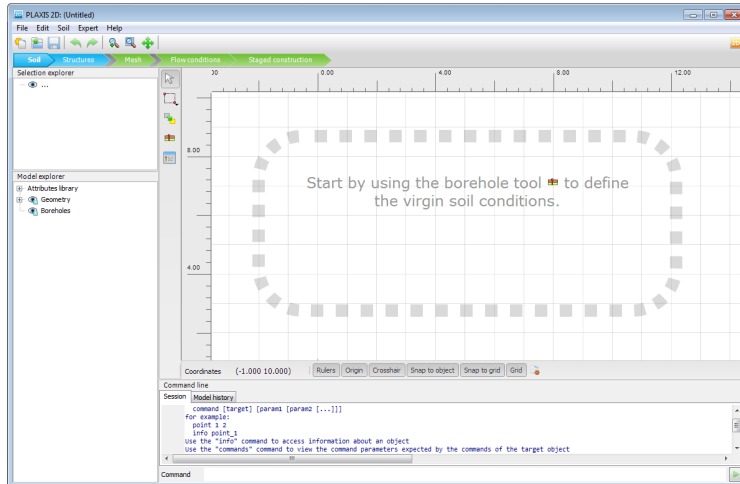 PLAXIS 2D: (Untitled)
File Edit Soil Expert Help
Soil Structures Mesh Flow conditions Staged construction
Selection explorer
...
Model explorer
Attributes library
Geometry
Boreholes
0.00 4.00 8.00 12.00
8.00
4.00
Start by using the borehole tool to define
the virgin soil conditions.
Coordinates (-1.000 10.000) Rulers Origin Crosshair Snap to object Snap to grid Grid
Command line
Session Model history
command [target] [param1 [param2 [...]]]
for example:
point 1 2
info point_1
Use the "info" command to access information about an object
Use the "commands" command to view the command parameters expected by the commands of the target object
Command